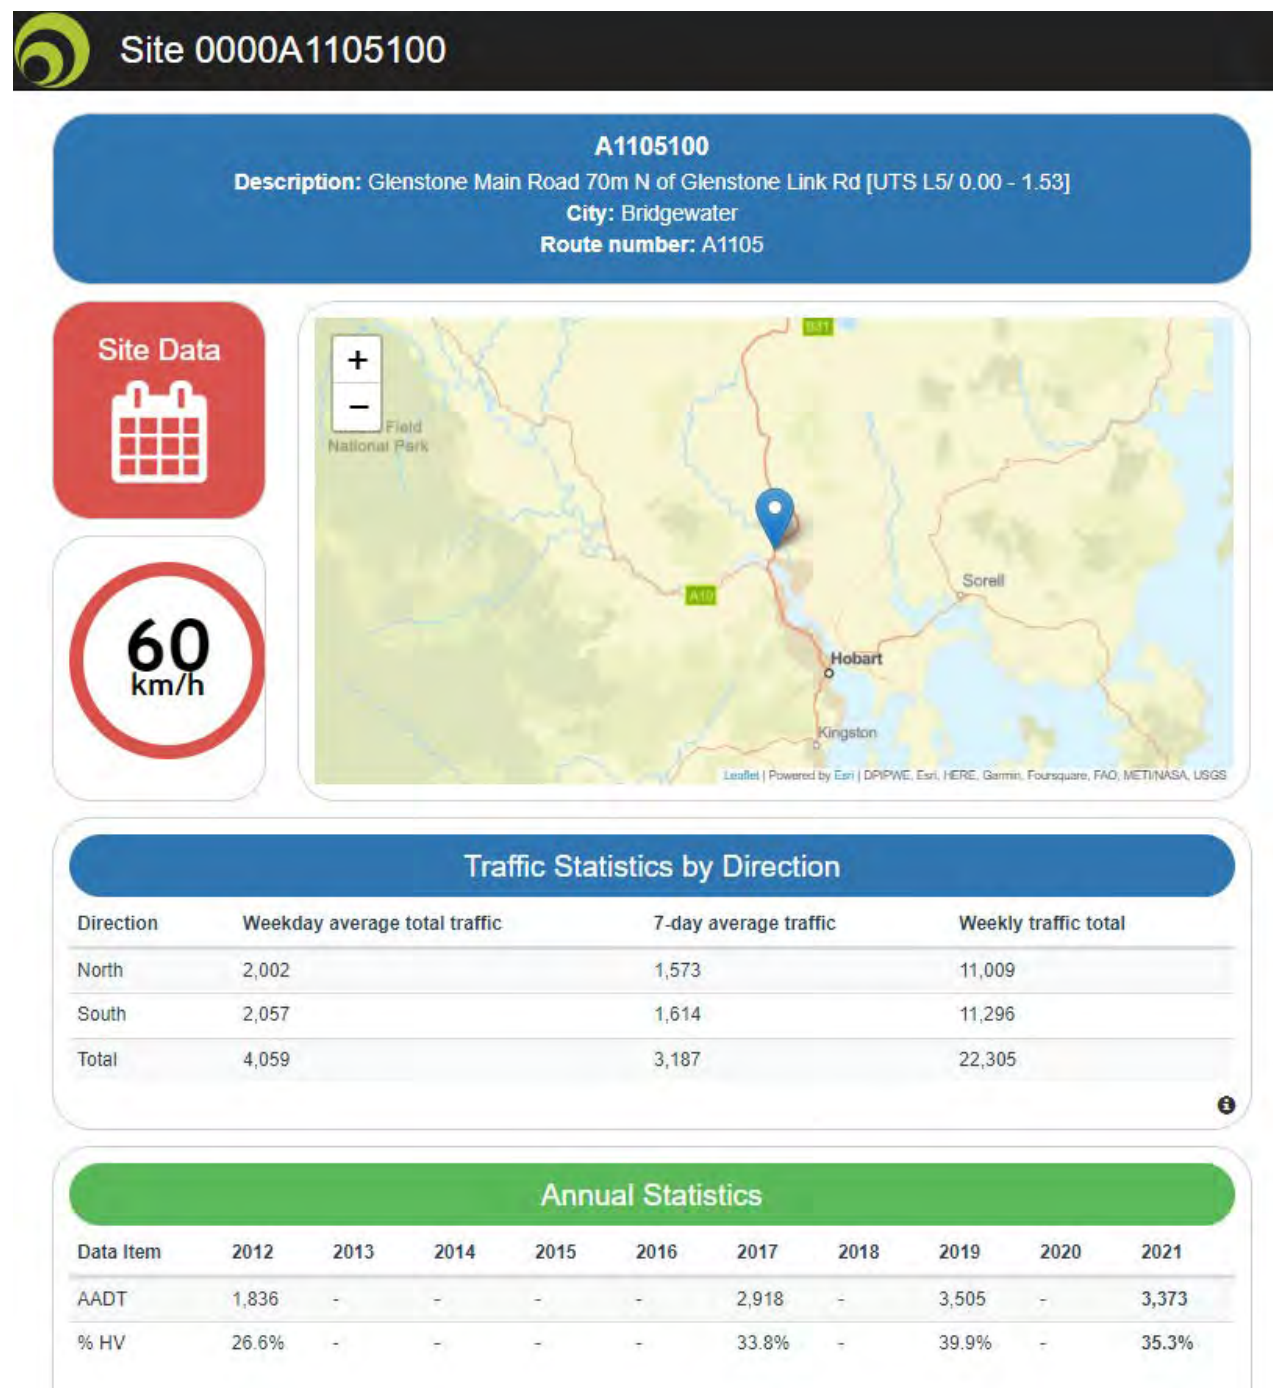 Site 0000A1105100
A1105100
Description: Glenstone Main Road 70m N of Glenstone Link Rd [UTS L5/ 0.00 - 1.53]
City: Bridgewater
Route number: A1105
Site Data
+
−
Field
National Park
B31
A10
Sorell
Hobart
Kingston
Leaflet | Powered by Esri | DPIPWE, Esri, HERE, Garmin, Foursquare, FAO, METI/NASA, USGS
60
km/h
Traffic Statistics by Direction
Direction Weekday average total traffic 7-day average traffic Weekly traffic total
North 2,002 1,573 11,009
South 2,057 1,614 11,296
Total 4,059 3,187 22,305
Annual Statistics
Data Item 2012 2013 2014 2015 2016 2017 2018 2019 2020 2021
AADT 1,836 - - - - 2,918 - 3,505 - 3,373
% HV 26.6% - - - - 33.8% - 39.9% - 35.3%